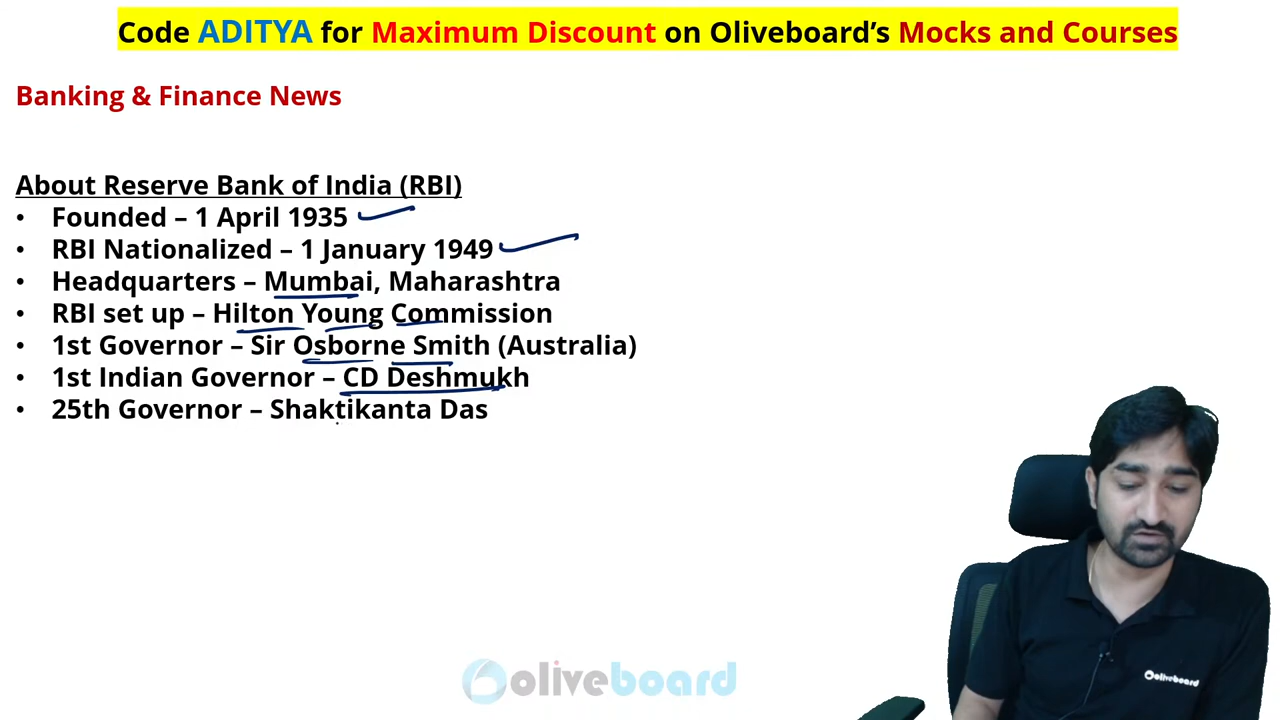 Code ADITYA for Maximum Discount on Oliveboard's Mocks and Courses
Banking & Finance News
About Reserve Bank of India (RBI)
• Founded – 1 April 1935
• RBI Nationalized – 1 January 1949
• Headquarters – Mumbai, Maharashtra
• RBI set up – Hilton Young Commission
• 1st Governor – Sir Osborne Smith (Australia)
• 1st Indian Governor – CD Deshmukh
• 25th Governor – Shaktikanta Das
oliveboard
oliveboard